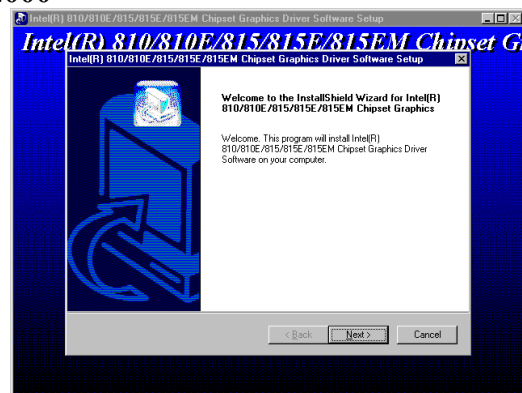 Intel(R) 810/810E/815/815E/815EM Chipset Graphics Driver Software Setup
Intel(R) 810/810E/815/815E/815EM Chipset G
Intel(R) 810/810E/815/815E/815EM Chipset Graphics Driver Software Setup
Welcome to the InstallShield Wizard for Intel(R)
810/810E/815/815E/815EM Chipset Graphics
Welcome. This program will install Intel(R)
810/810E/815/815E/815EM Chipset Graphics Driver
Software on your computer.
< Back
Next >
Cancel